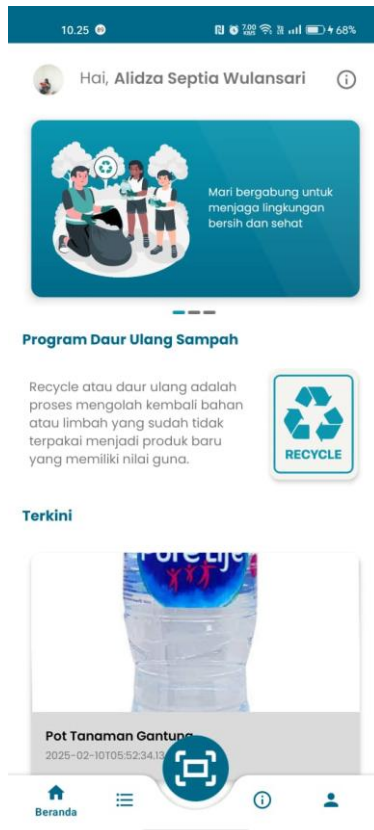 10.25
7,00
KB/S
68%
Hai, Alidza Septia Wulansari
Mari bergabung untuk
menjaga lingkungan
bersih dan sehat
Program Daur Ulang Sampah
Recycle atau daur ulang adalah
proses mengolah kembali bahan
atau limbah yang sudah tidak
terpakai menjadi produk baru
yang memiliki nilai guna.
RECYCLE
Terkini
Pure Life
Pot Tanaman Gantung
2025-02-10T05:52:34.13
Beranda